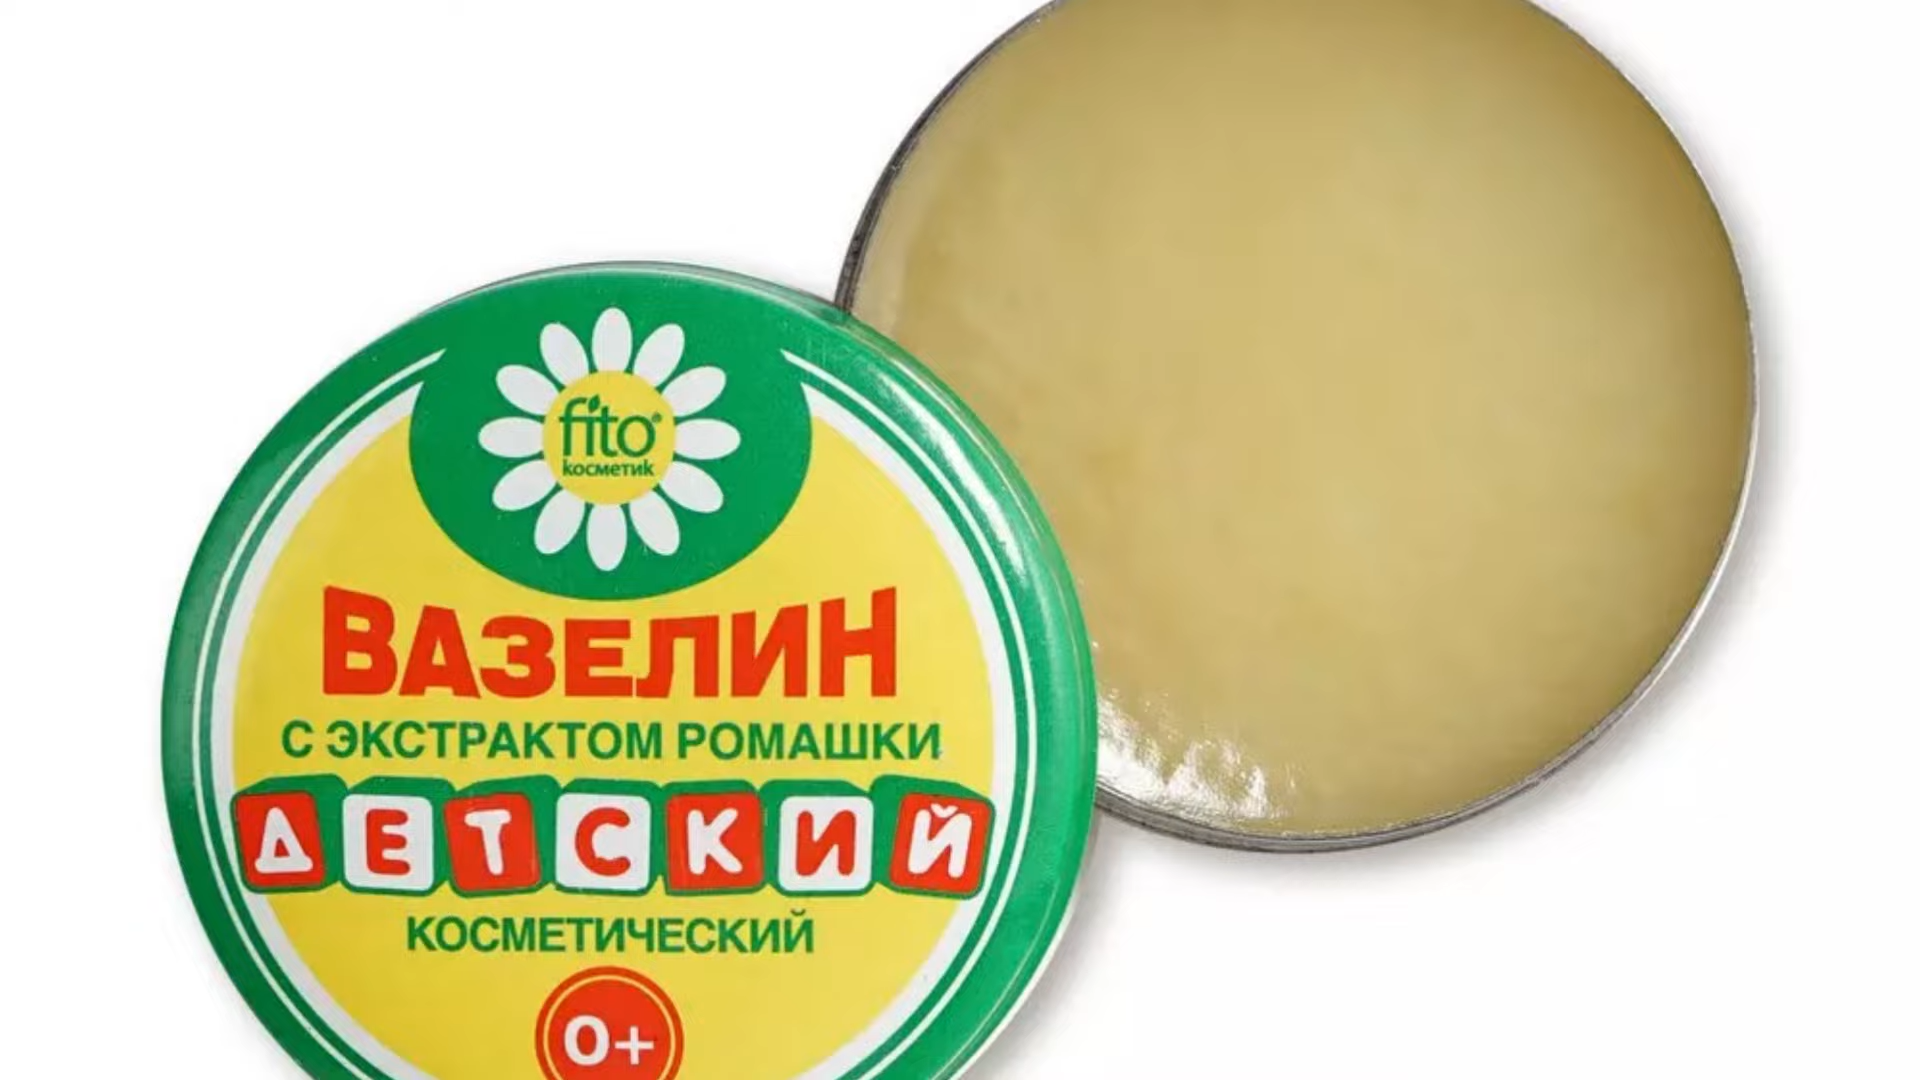 fito®
косметик
ВАЗЕЛИН
С ЭКСТРАКТОМ РОМАШКИ
ДЕТСКИЙ
КОСМЕТИЧЕСКИЙ
0+